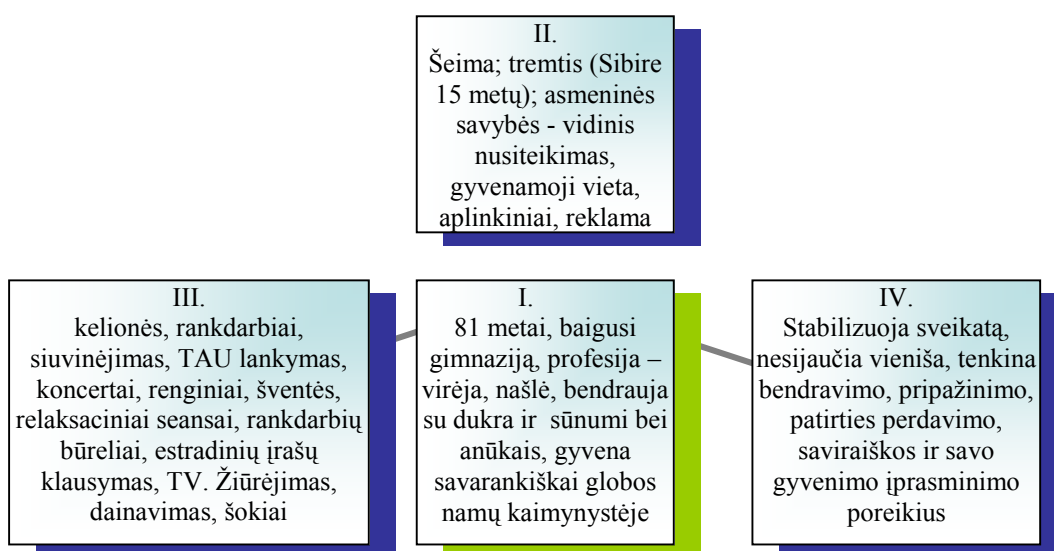 II.
Šeima; tremtis (Sibire
15 metų); asmeninės
savybės - vidinis
nusiteikimas,
gyvenamoji vieta,
aplinkiniai, reklama
III.
kelionės, rankdarbiai,
siuvinėjimas, TAU lankymas,
koncertai, renginiai, šventės,
relaksaciniai seansai, rankdarbių
būreliai, estradinių įrašų
klausymas, TV. Žiūrėjimas,
dainavimas, šokiai
I.
81 metai, baigusi
gimnaziją, profesija –
virėja, našlė, bendrauja
su dukra ir sūnumi bei
anūkais, gyvena
savarankiškai globos
namų kaimynystėje
IV.
Stabilizuoja sveikatą,
nesijaučia vieniša, tenkina
bendravimo, pripažinimo,
patirties perdavimo,
saviraiškos ir savo
gyvenimo įprasminimo
poreikius